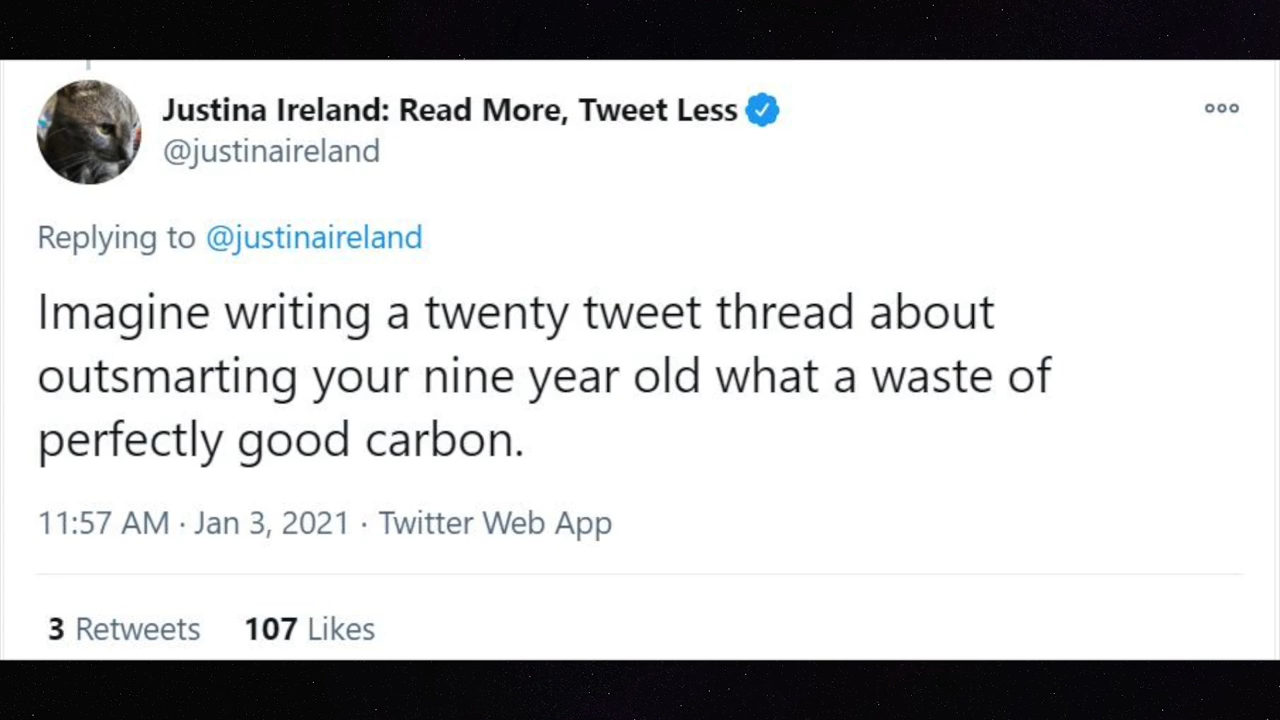 Justina Ireland: Read More, Tweet Less
@justinaireland
Replying to @justinaireland
Imagine writing a twenty tweet thread about
outsmarting your nine year old what a waste of
perfectly good carbon.
11:57 AM · Jan 3, 2021 · Twitter Web App
3 Retweets 107 Likes